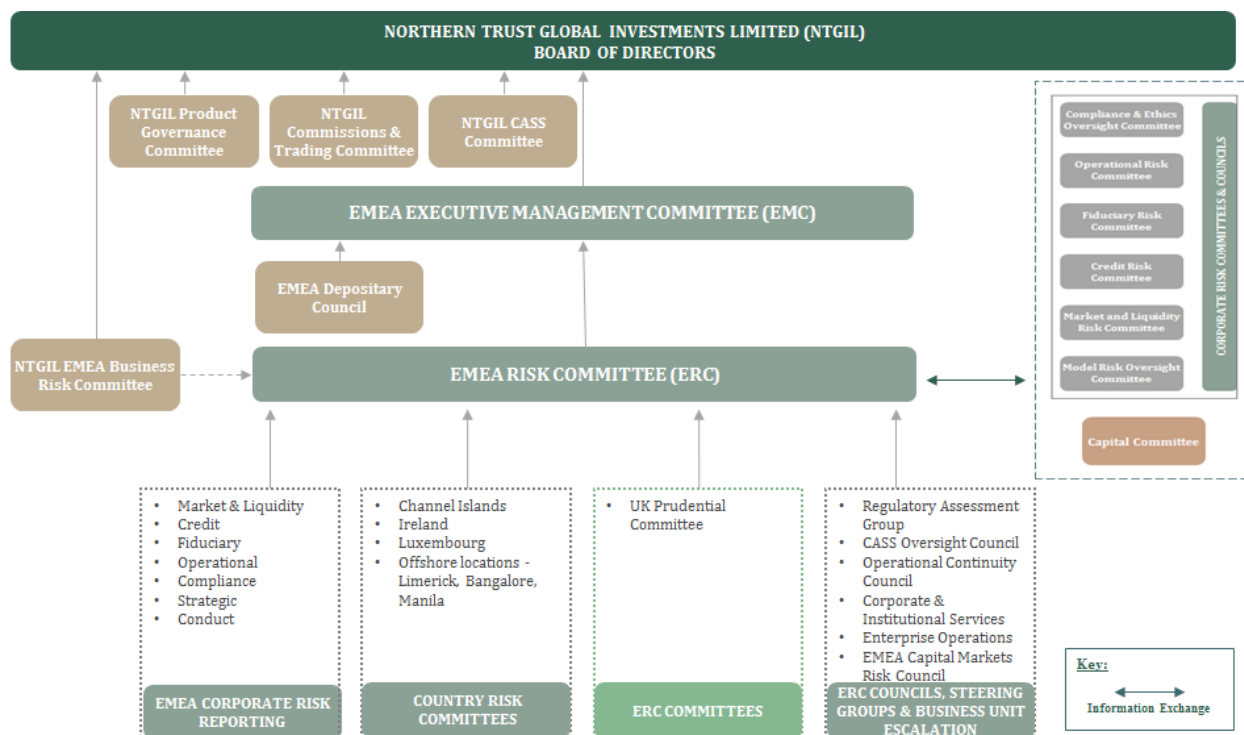 NORTHERN TRUST GLOBAL INVESTMENTS LIMITED (NTGIL)
BOARD OF DIRECTORS
NTGIL Product
Governance
Committee
NTGIL
Commissions &
Trading Committee
NTGIL CASS
Committee
EMEA EXECUTIVE MANAGEMENT COMMITTEE (EMC)
EMEA Depositary
Council
NTGIL EMEA Business
Risk Committee
EMEA RISK COMMITTEE (ERC)
Compliance & Ethics
Oversight Committee
Operational Risk
Committee
Fiduciary Risk
Committee
Credit Risk
Committee
Market and Liquidity
Risk Committee
Model Risk Oversight
Committee
CORPORATE RISK COMMITTEES & COUNCILS
Capital Committee
• Market & Liquidity
• Credit
• Fiduciary
• Operational
• Compliance
• Strategic
• Conduct
EMEA CORPORATE RISK
REPORTING
• Channel Islands
• Ireland
• Luxembourg
• Offshore locations -
Limerick, Bangalore,
Manila
COUNTRY RISK
COMMITTEES
• UK Prudential
Committee
ERC COMMITTEES
• Regulatory Assessment
Group
• CASS Oversight Council
• Operational Continuity
Council
• Corporate &
Institutional Services
• Enterprise Operations
• EMEA Capital Markets
Risk Council
ERC COUNCILS, STEERING
GROUPS & BUSINESS UNIT
ESCALATION
Key:
Information Exchange